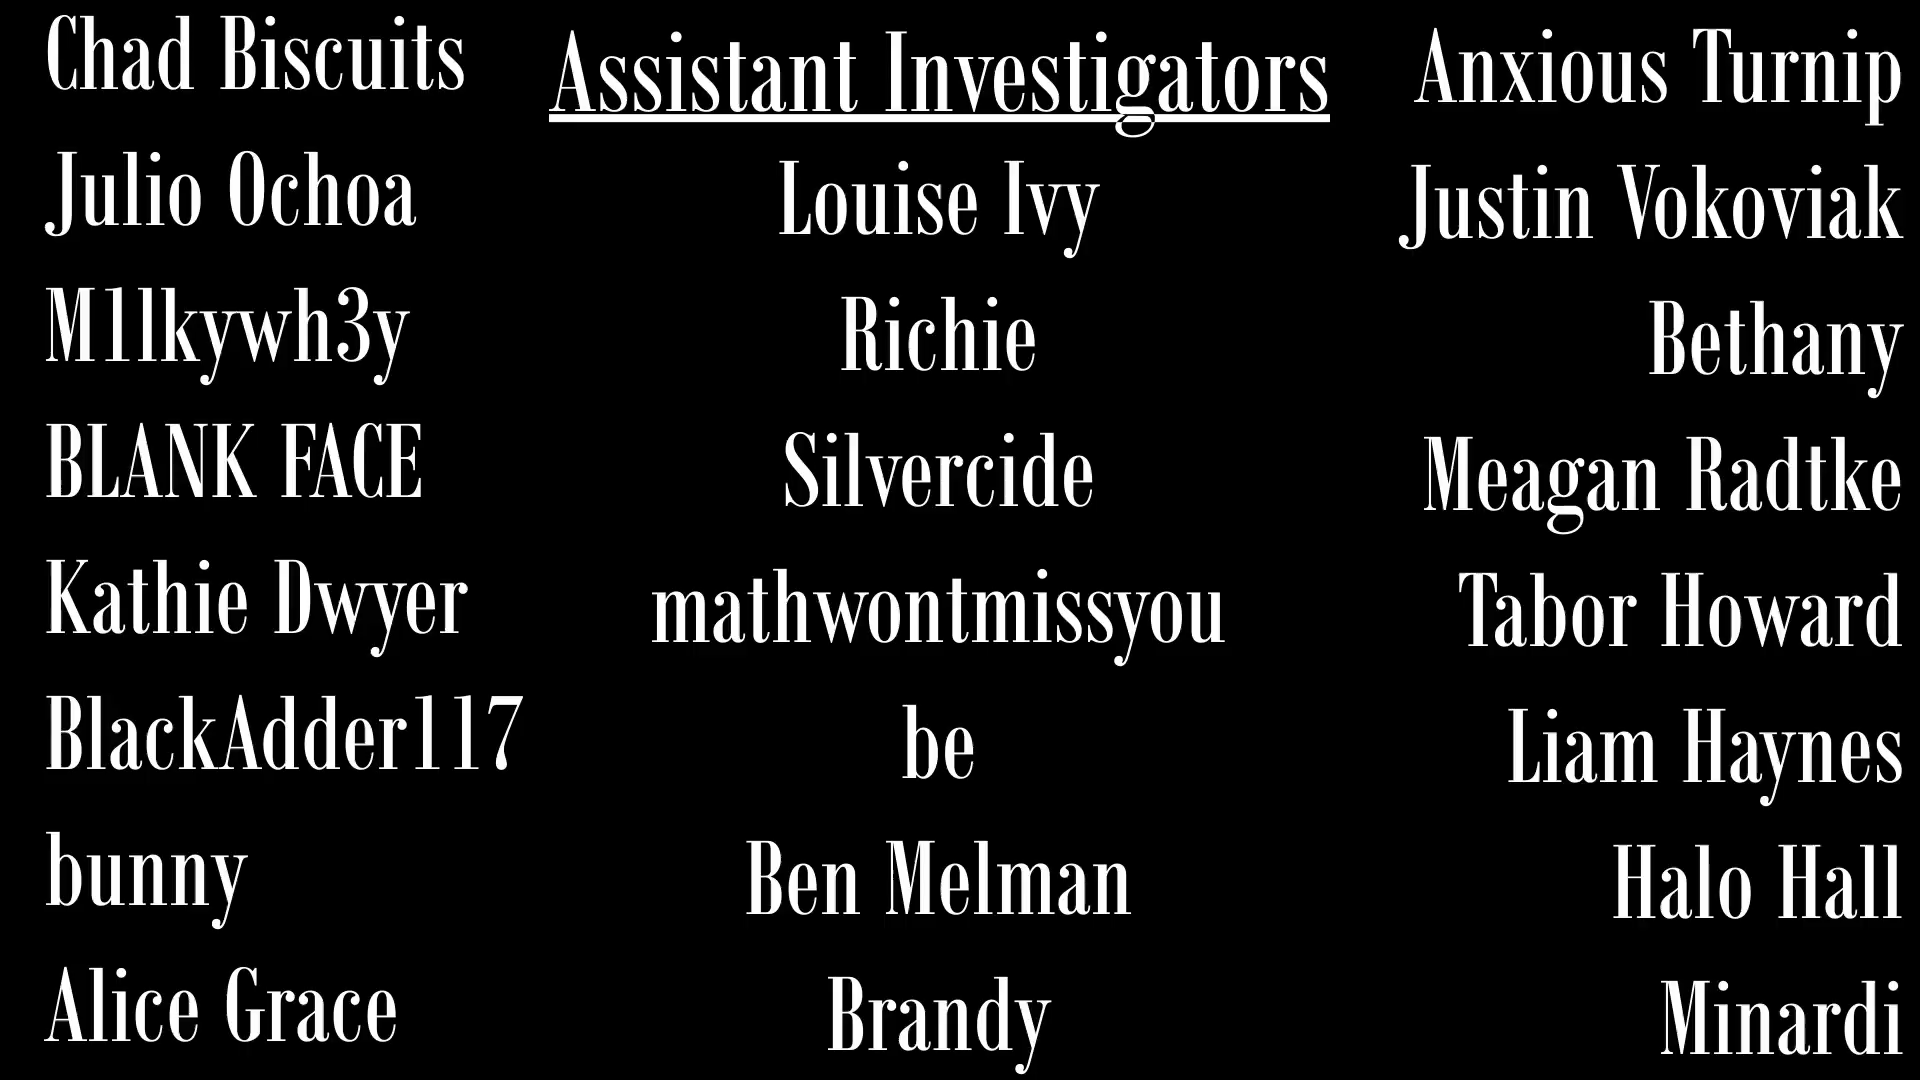 Chad Biscuits
Julio Ochoa
M1lkywh3y
BLANK FACE
Kathie Dwyer
BlackAdder117
bunny
Alice Grace
Assistant Investigators
Louise Ivy
Richie
Silvercide
mathwontmissyou
be
Ben Melman
Brandy
Anxious Turnip
Justin Vokoviak
Bethany
Meagan Radtke
Tabor Howard
Liam Haynes
Halo Hall
Minardi